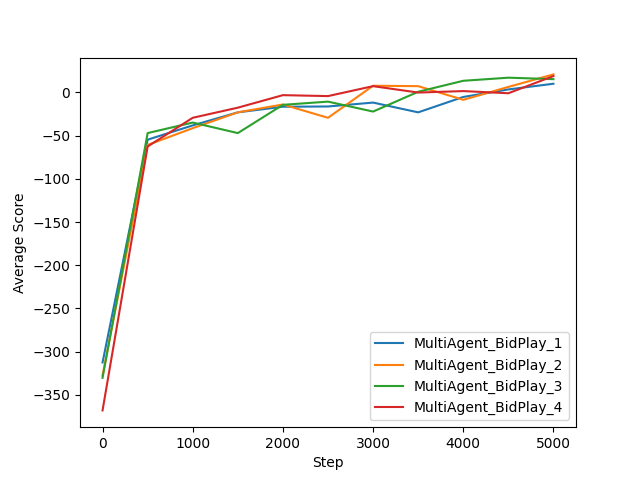 0
−50
−100
−150
−200
−250
−300
−350
Average Score
0
1000
2000
3000
4000
5000
Step
MultiAgent_BidPlay_1
MultiAgent_BidPlay_2
MultiAgent_BidPlay_3
MultiAgent_BidPlay_4